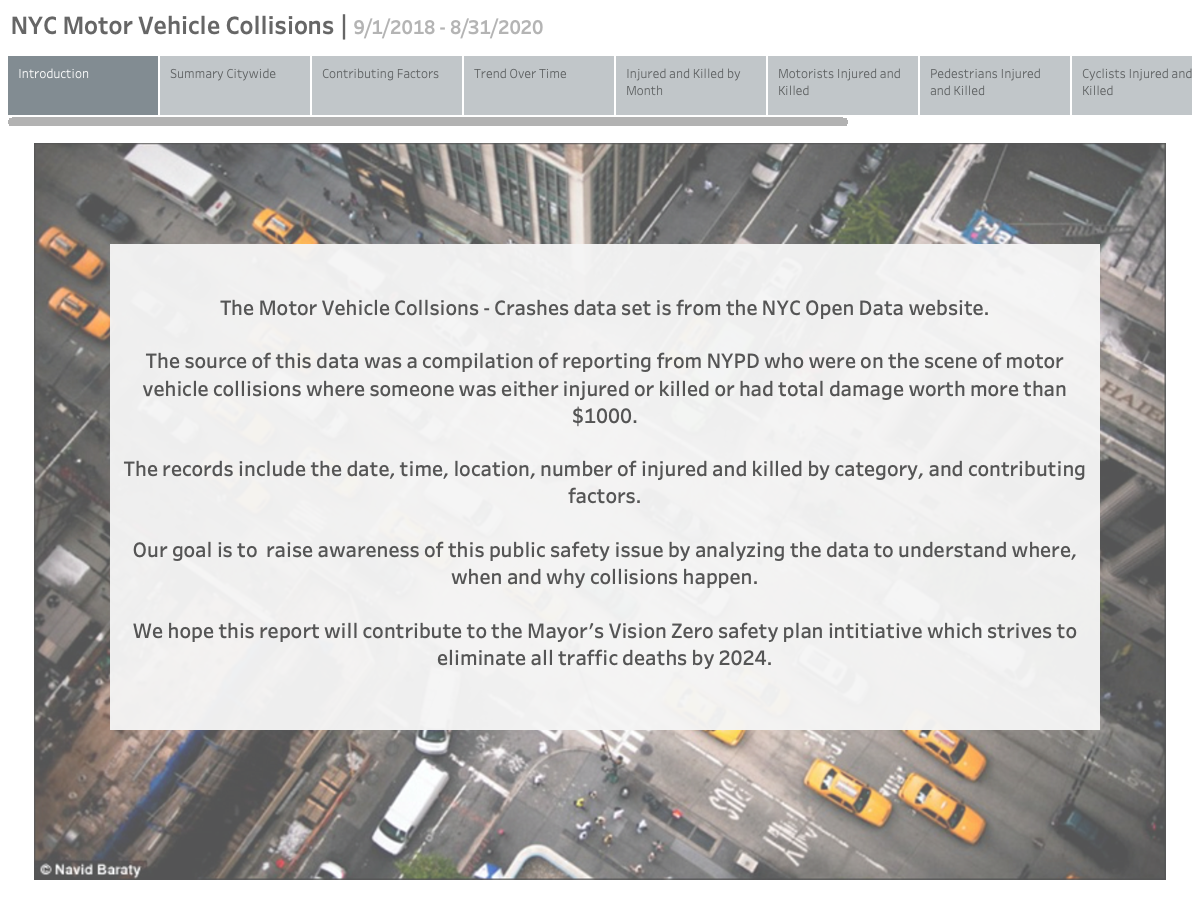 NYC Motor Vehicle Collisions | 9/1/2018 - 8/31/2020
Introduction
Summary Citywide
Contributing Factors
Trend Over Time
Injured and Killed by
Month
Motorists Injured and
Killed
Pedestrians Injured
and Killed
Cyclists Injured and
Killed
The Motor Vehicle Collsions - Crashes data set is from the NYC Open Data website.
The source of this data was a compilation of reporting from NYPD who were on the scene of motor
vehicle collisions where someone was either injured or killed or had total damage worth more than
$1000.
The records include the date, time, location, number of injured and killed by category, and contributing
factors.
Our goal is to  raise awareness of this public safety issue by analyzing the data to understand where,
when and why collisions happen.
We hope this report will contribute to the Mayor’s Vision Zero safety plan intitiative which strives to
eliminate all traffic deaths by 2024.
HAIER
BUS
© Navid Baraty